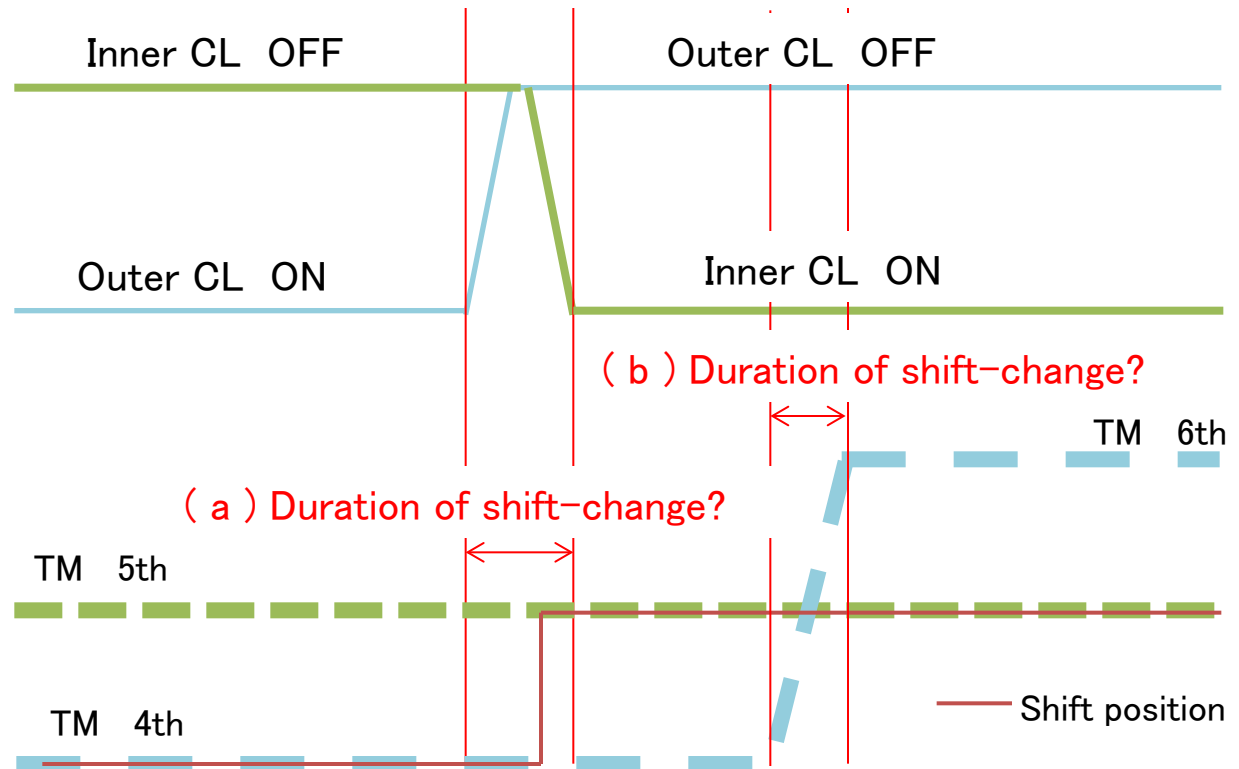 Inner CL OFF
Outer CL OFF
Outer CL ON
Inner CL ON
( b ) Duration of shift-change?
TM 6th
( a ) Duration of shift-change?
TM 5th
TM 4th
Shift position